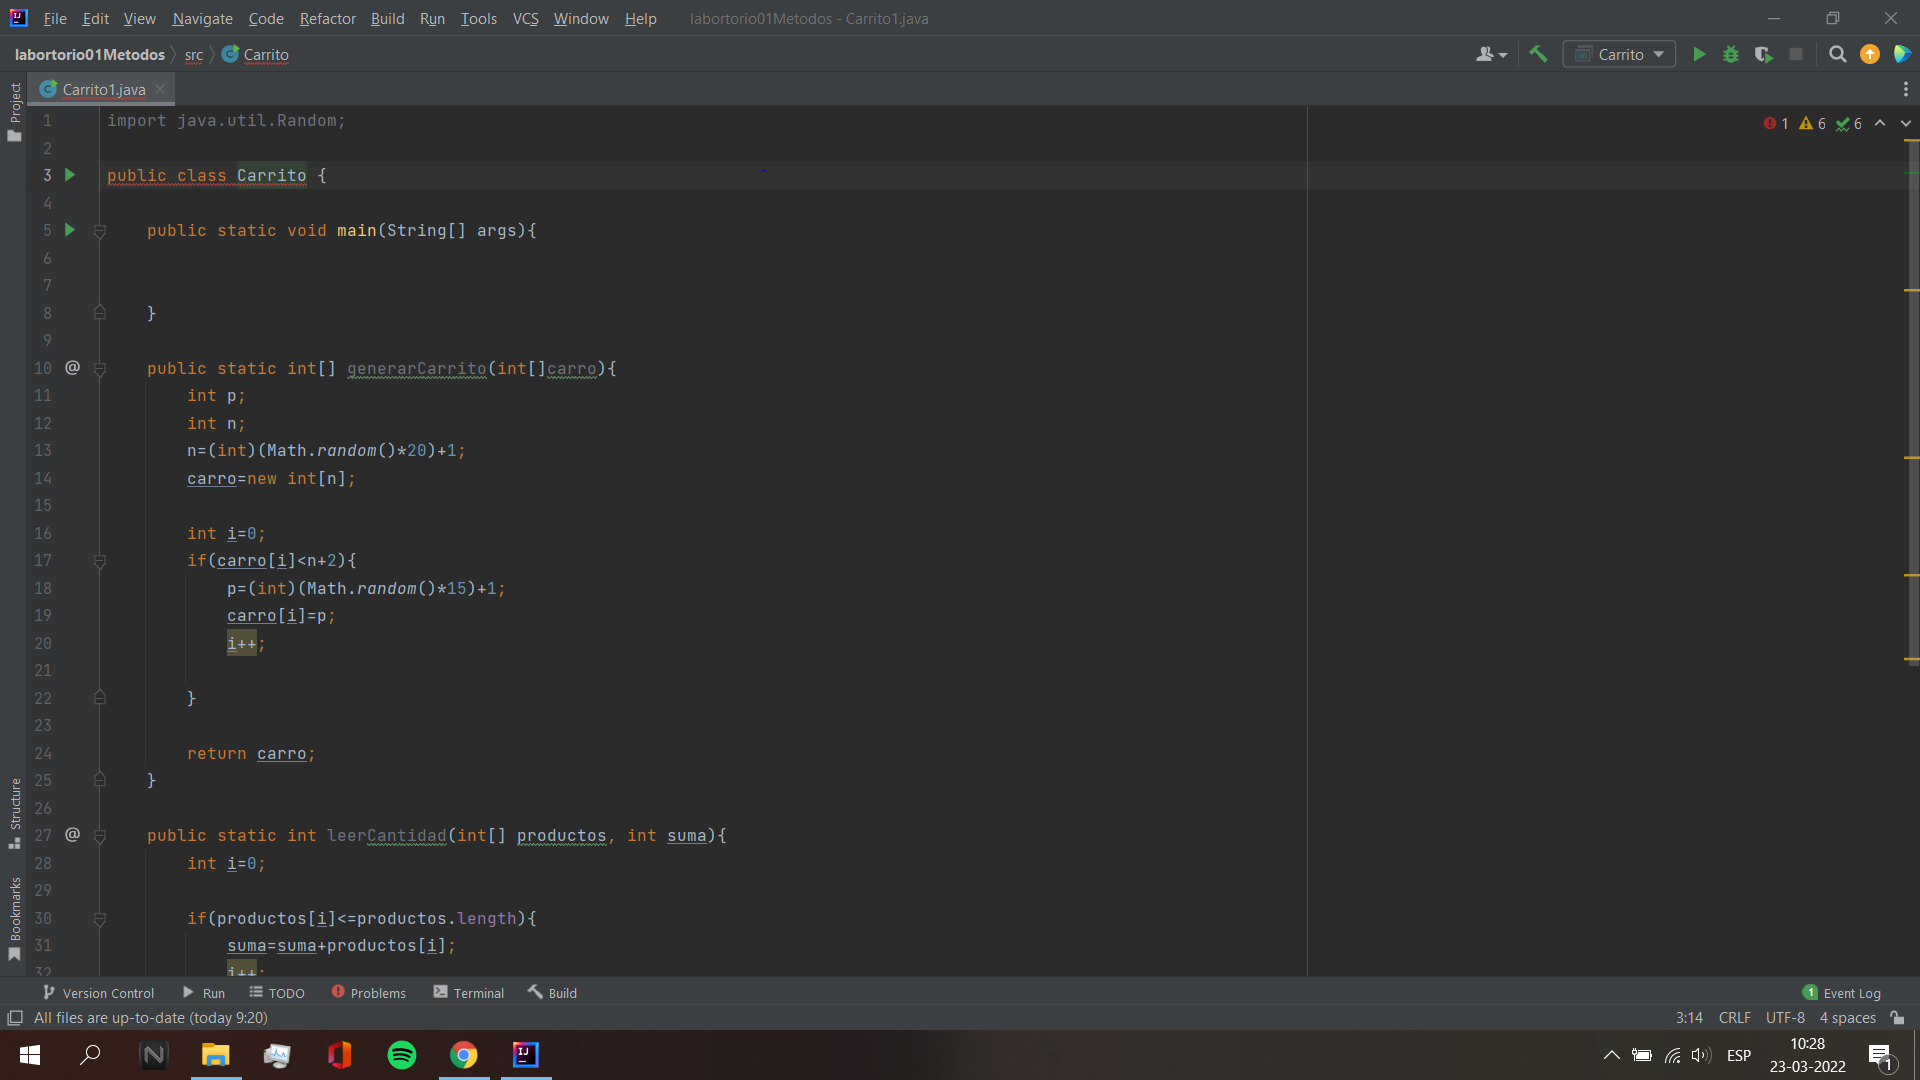 File Edit View Navigate Code Refactor Build Run Tools VCS Window Help labortorio01Metodos - Carrito1.java
labortorio01Metodos src Carrito Carrito
Project
Carrito1.java
1 import java.util.Random; 1 6 6
2
3 public class Carrito {
4
5 public static void main(String[] args){
6
7
8 }
9
10 @ public static int[] generarCarrito(int[]carro){
11 int p;
12 int n;
13 n=(int)(Math.random()*20)+1;
14 carro=new int[n];
15
16 int i=0;
17 if(carro[i]<n+2){
18 p=(int)(Math.random()*15)+1;
19 carro[i]=p;
20 i++;
21
22 }
23
24 return carro;
25 }
26
27 @ public static int leerCantidad(int[] productos, int suma){
28 int i=0;
29
30 if(productos[i]<=productos.length){
31 suma=suma+productos[i];
32 i++;
Structure
Bookmarks
Version Control Run TODO Problems Terminal Build 1 Event Log
All files are up-to-date (today 9:20) 3:14 CRLF UTF-8 4 spaces
ESP 10:28
23-03-2022 1